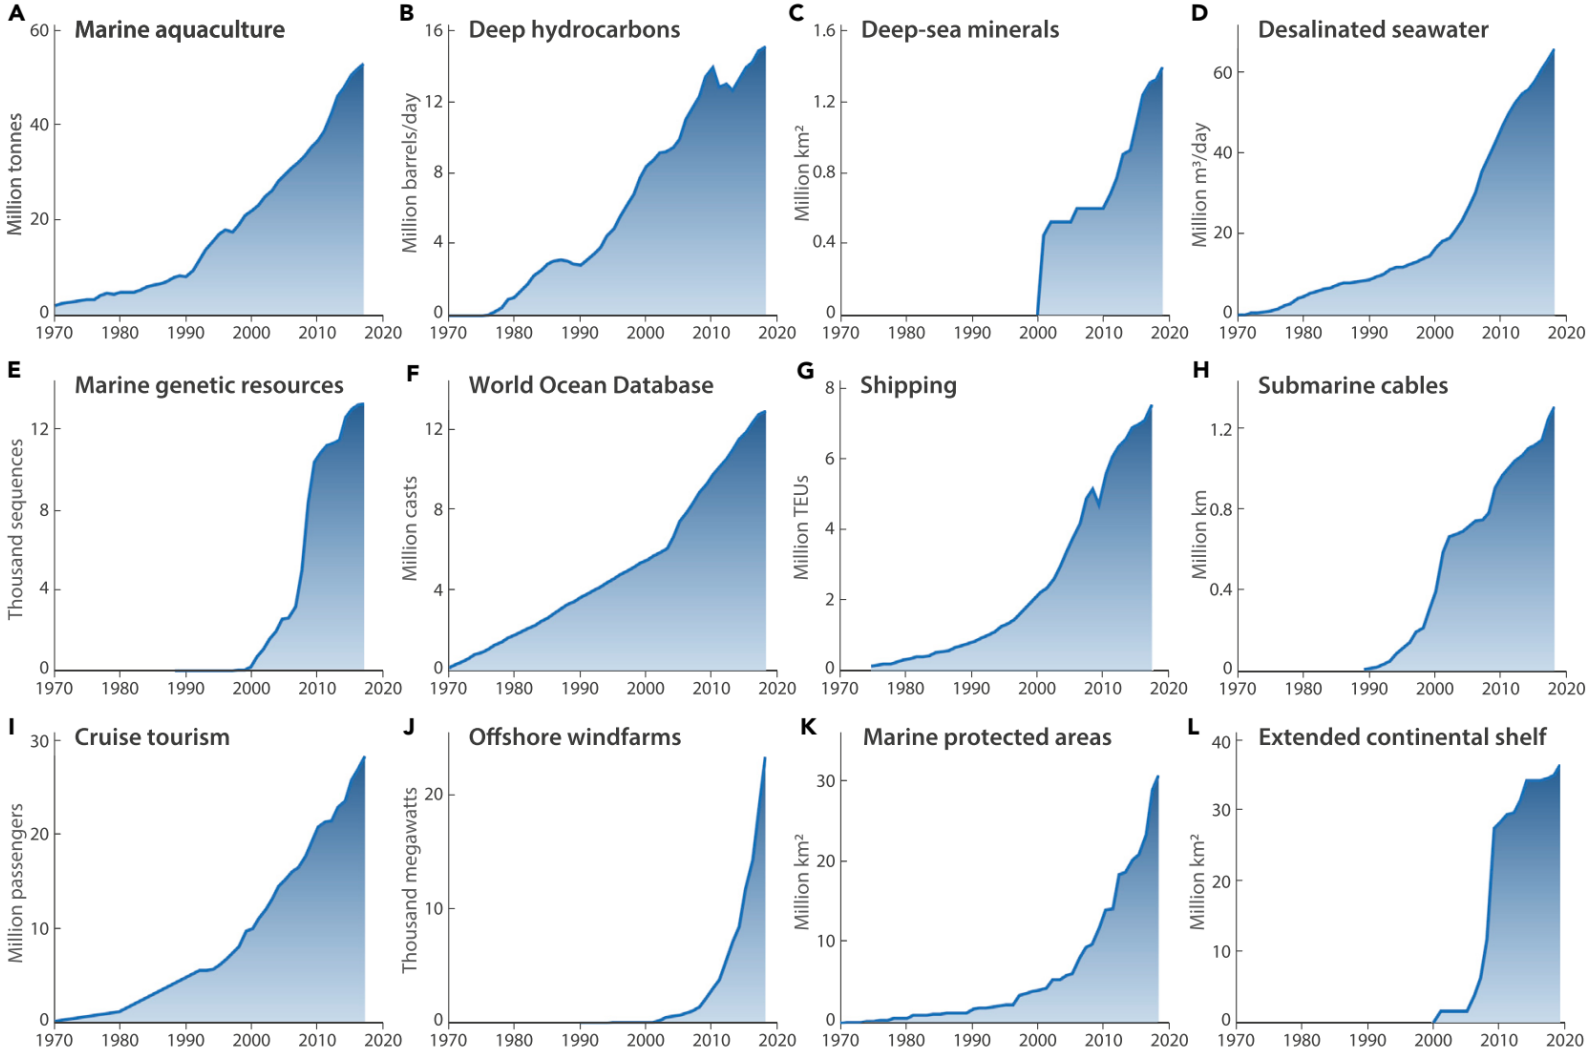 A Marine aquaculture
Million tonnes
60
40
20
0
1970 1980 1990 2000 2010 2020
B Deep hydrocarbons
Million barrels/day
16
12
8
4
0
1970 1980 1990 2000 2010 2020
C Deep-sea minerals
Million km²
1.6
1.2
0.8
0.4
0
1970 1980 1990 2000 2010 2020
D Desalinated seawater
Million m³/day
60
40
20
0
1970 1980 1990 2000 2010 2020
E Marine genetic resources
Thousand sequences
12
8
4
0
1970 1980 1990 2000 2010 2020
F World Ocean Database
Million casts
12
8
4
0
1970 1980 1990 2000 2010 2020
G Shipping
Million TEUs
8
6
4
2
0
1970 1980 1990 2000 2010 2020
H Submarine cables
Million km
1.2
0.8
0.4
0
1970 1980 1990 2000 2010 2020
I Cruise tourism
Million passengers
30
20
10
0
1970 1980 1990 2000 2010 2020
J Offshore windfarms
Thousand megawatts
20
10
0
1970 1980 1990 2000 2010 2020
K Marine protected areas
Million km²
30
20
10
0
1970 1980 1990 2000 2010 2020
L Extended continental shelf
Million km²
40
30
20
10
0
1970 1980 1990 2000 2010 2020